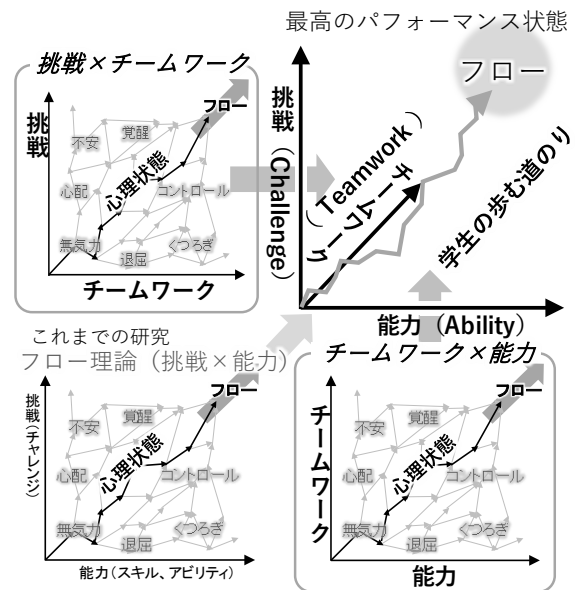 最高のパフォーマンス状態
挑戦×チームワーク
フロー
挑戦
覚醒
不安
心理状態
心配
コントロール
無気力
退屈
くつろぎ
チームワーク
フロー
挑戦（Challenge）
（Teamwork）
チームワーク
学生の歩む道のり
能力（Ability）
これまでの研究
フロー理論（挑戦×能力）
フロー
挑戦（チャレンジ）
覚醒
不安
心理状態
心配
コントロール
無気力
退屈
くつろぎ
能力（スキル、アビリティ）
チームワーク×能力
フロー
チームワーク
覚醒
不安
心理状態
心配
コントロール
無気力
退屈
くつろぎ
能力